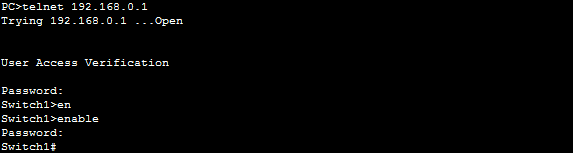 PC>telnet 192.168.0.1
Trying 192.168.0.1 ...Open
User Access Verification
Password:
Switch1>en
Switch1>enable
Password:
Switch1#